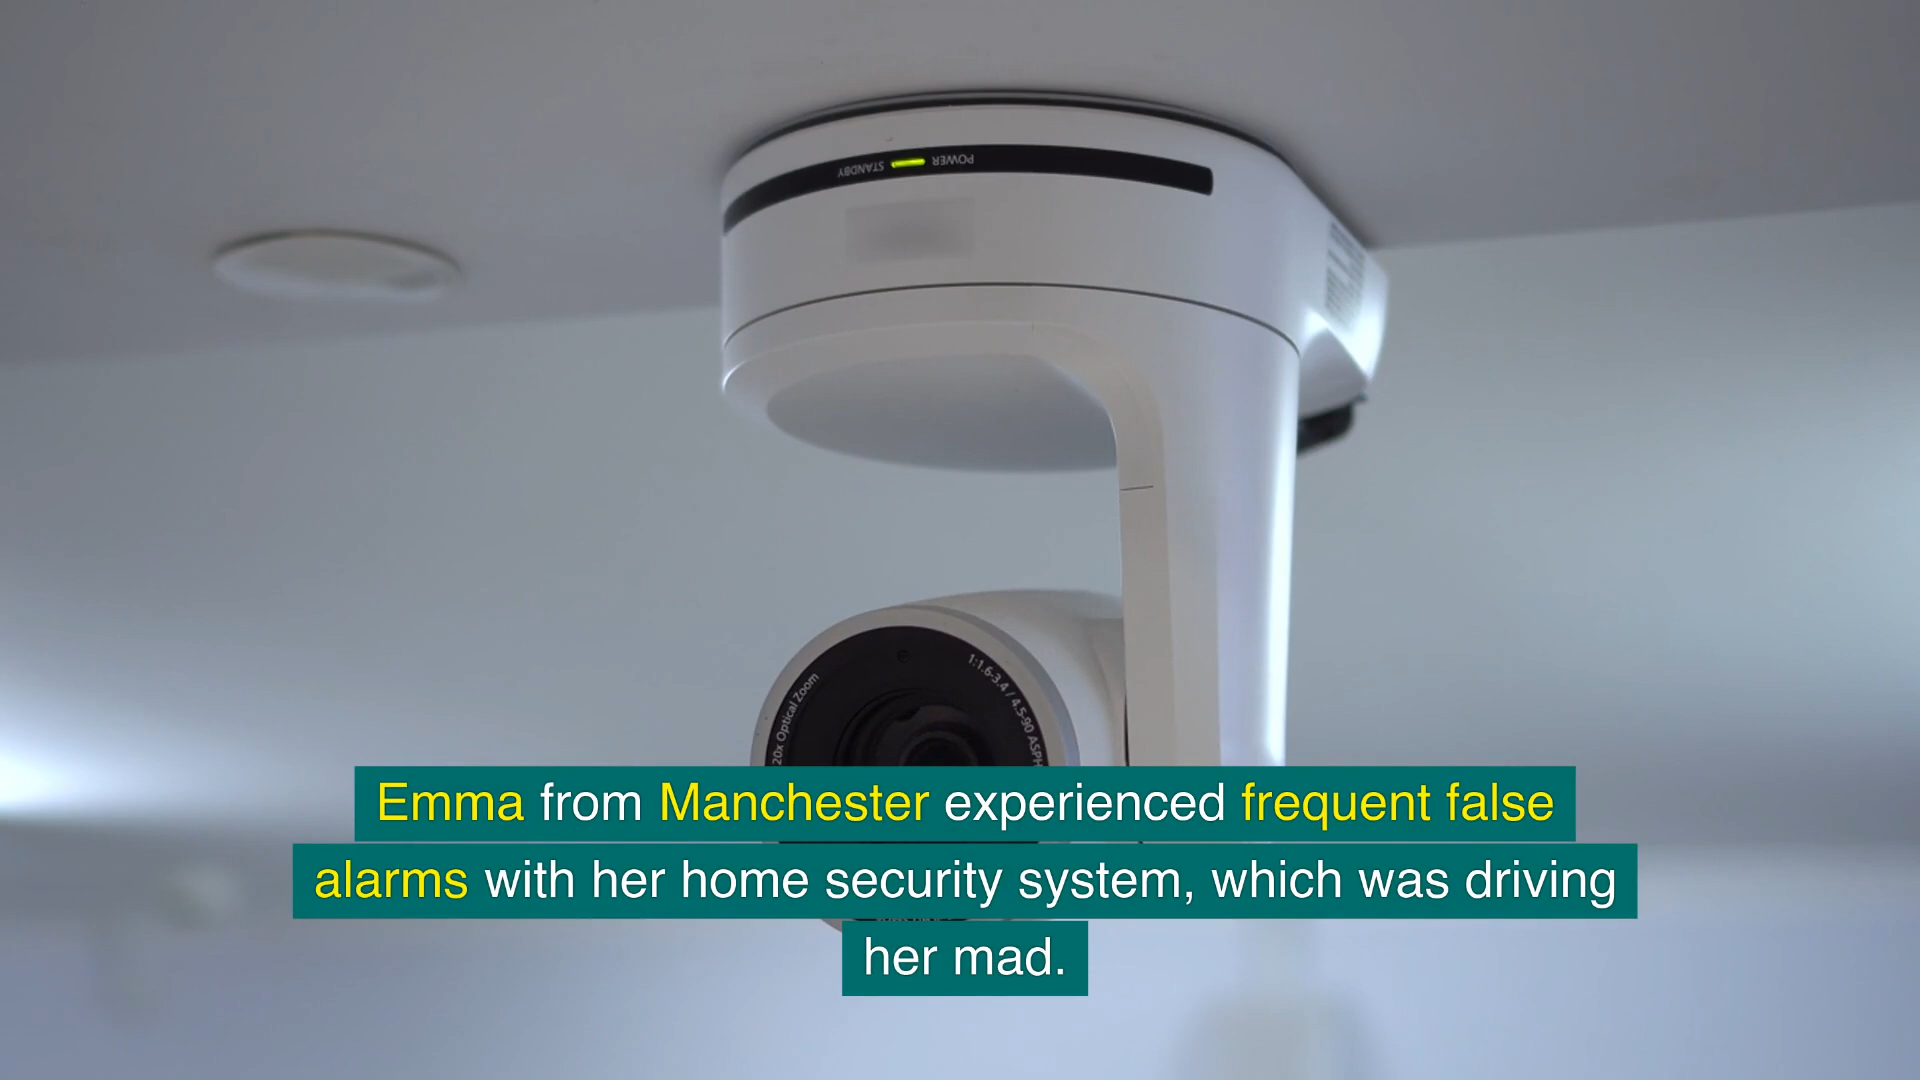 STANDBY POWER
20x Optical Zoom
1:1.6-3.4 / 4.5-90 ASPH
Emma from Manchester experienced frequent false
alarms with her home security system, which was driving
her mad.